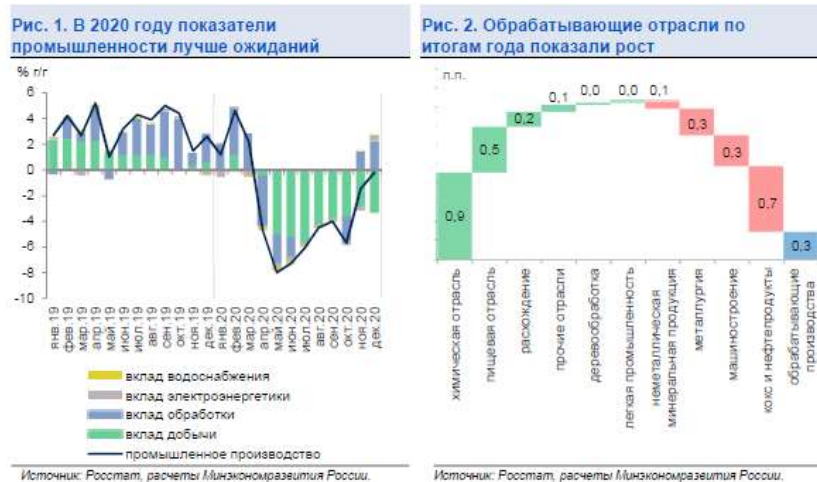 Рис. 1. В 2020 году показатели
промышленности лучше ожиданий
% г/г
6
4
2
0
-2
-4
-6
-8
-10
янв.19
фев.19
мар.19
апр.19
май.19
июн.19
июл.19
авг.19
сен.19
окт.19
ноя.19
дек.19
янв.20
фев.20
мар.20
апр.20
май.20
июн.20
июл.20
авг.20
сен.20
окт.20
ноя.20
дек.20
вклад водоснабжения
вклад электроэнергетики
вклад обработки
вклад добычи
промышленное производство
Источник: Росстат, расчеты Минэкономразвития России.
Рис. 2. Обрабатывающие отрасли по
итогам года показали рост
п.п.
0,9
0,5
0,2
0,1
0,0
0,0
0,1
0,3
0,3
0,7
0,3
химическая отрасль
пищевая отрасль
расхождение
прочие отрасли
деревообработка
легкая промышленность
неметаллическая
минеральная продукция
металлургия
машиностроение
кокс и нефтепродукты
обрабатывающие
производства
Источник: Росстат, расчеты Минэкономразвития России.